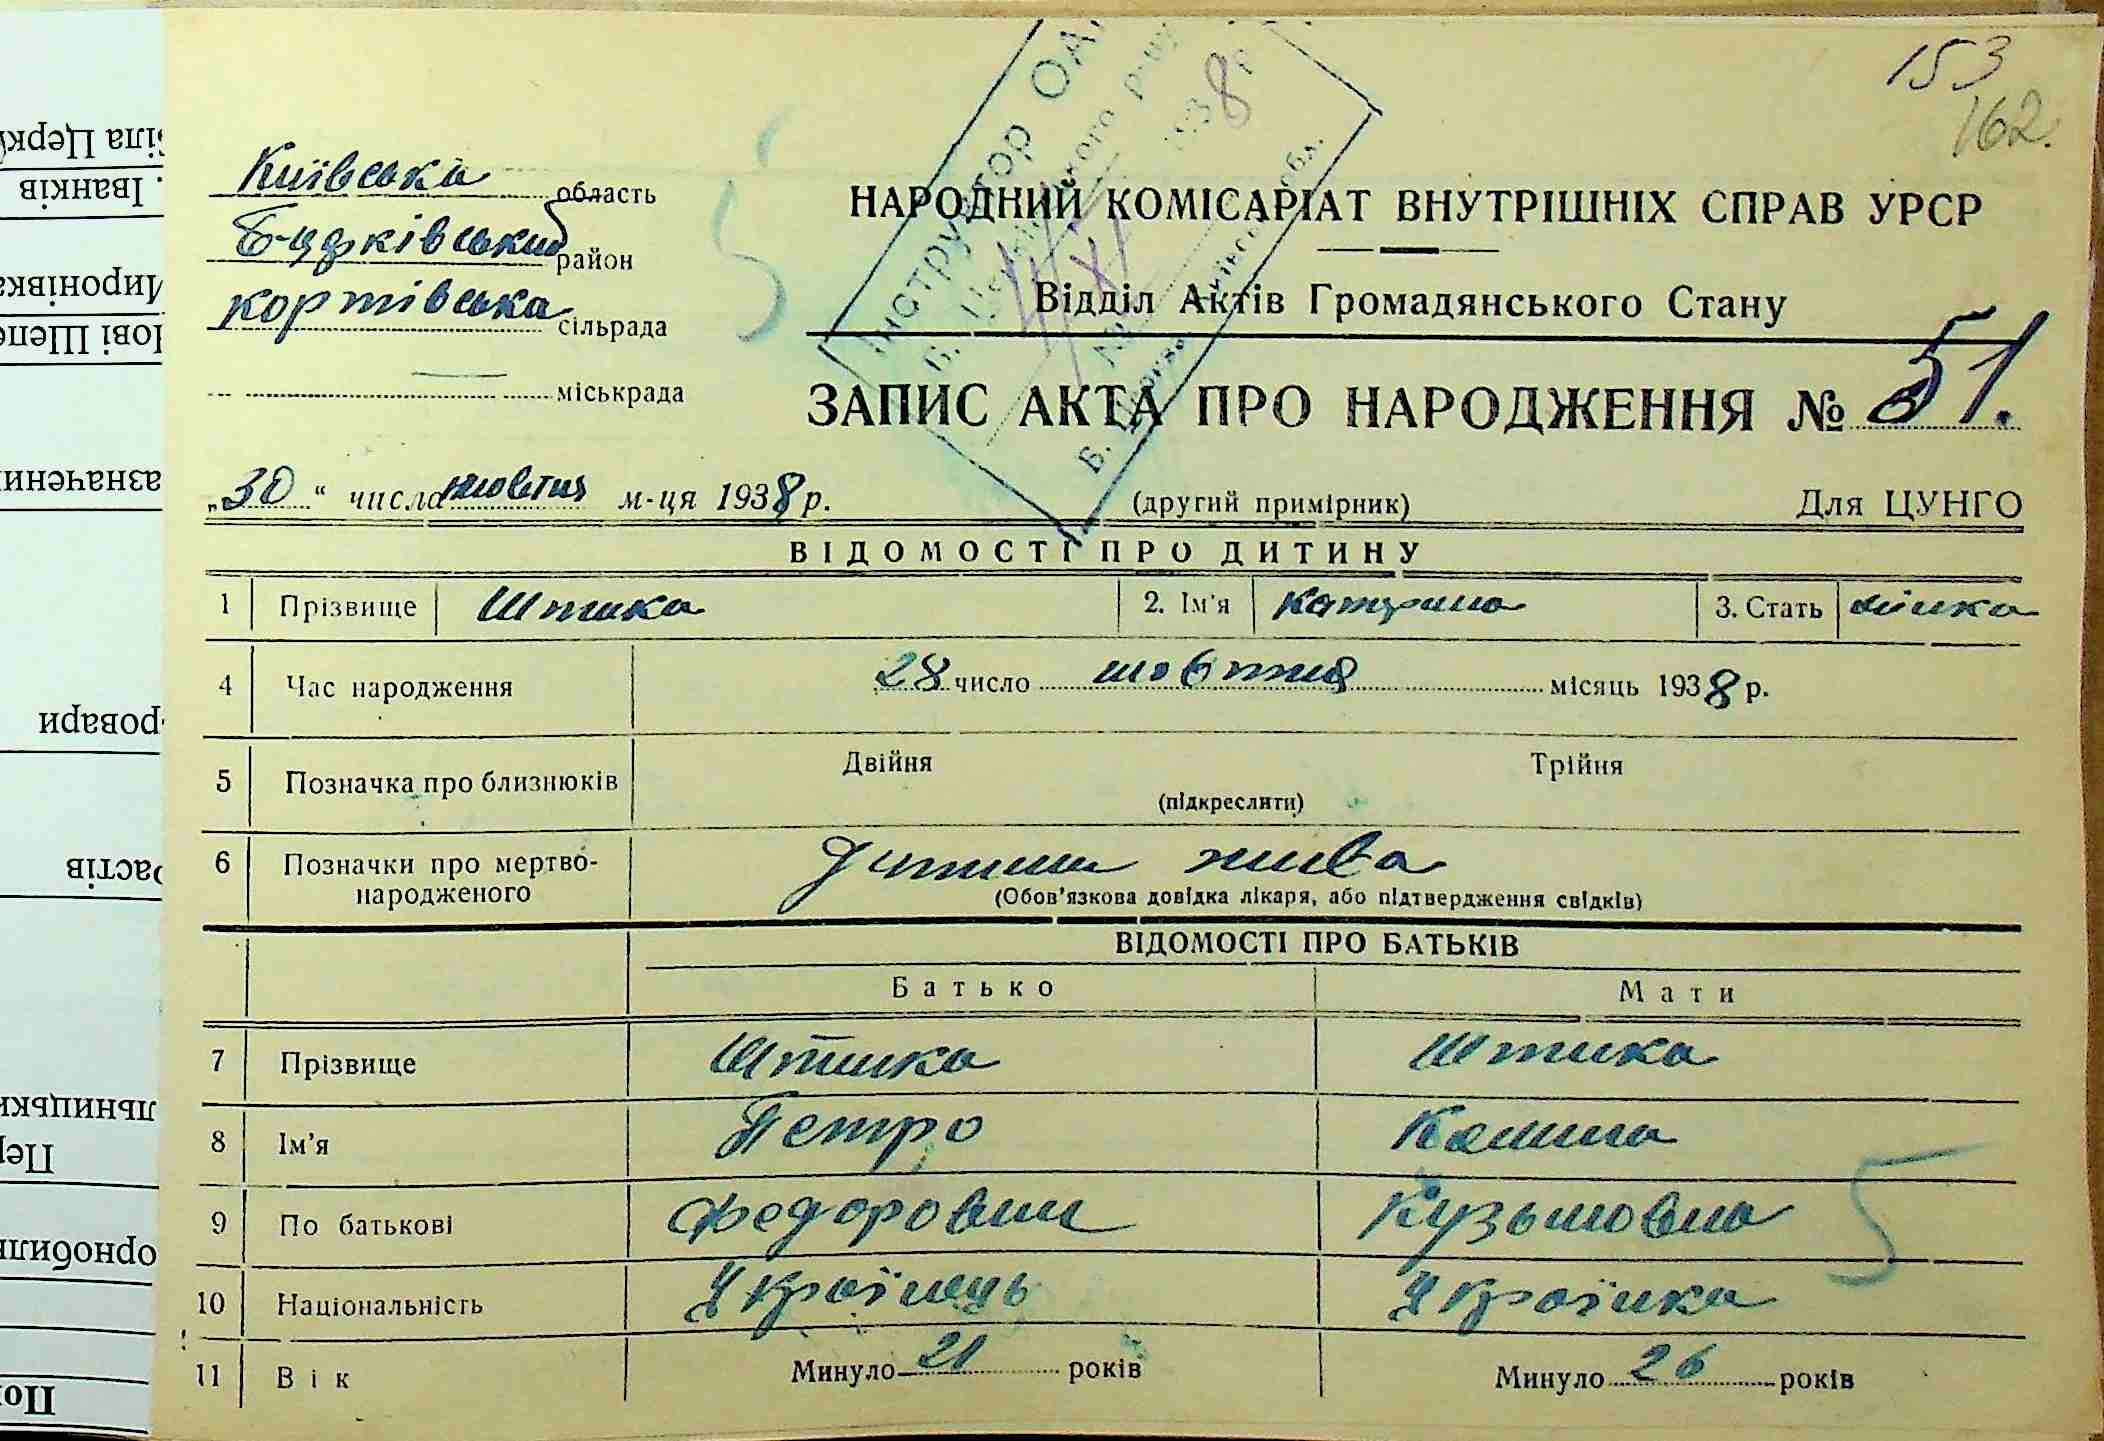 153
162.
Київська область
район
сільрада
міськрада
Інструктор
1938 р
НАРОДНИЙ КОМІСАРІАТ ВНУТРІШНІХ СПРАВ УРСР
Відділ Актів Громадянського Стану
ЗАПИС АКТА ПРО НАРОДЖЕННЯ № 51.
„30“ числа жовтня м-ця 1938 р.
(другий примірник)
Для ЦУНГО
ВІДОМОСТІ ПРО ДИТИНУ
1 Прізвище Штика 2. Ім'я Катерина 3. Стать жінка
4 Час народження 28 число жовтня місяць 1938 р.
5 Позначка про близнюків Двійня Трійня
(підкреслити)
6 Позначки про мертво-
народженого
дитина жива
(Обов'язкова довідка лікаря, або підтвердження свідків)
ВІДОМОСТІ ПРО БАТЬКІВ
Батько Мати
7 Прізвище Штика Штика
8 Ім'я Петро
9 По батькові Федорович Кузьмовна
10 Національність Українець Українка
11 Вік Минуло 21 років Минуло 26 років